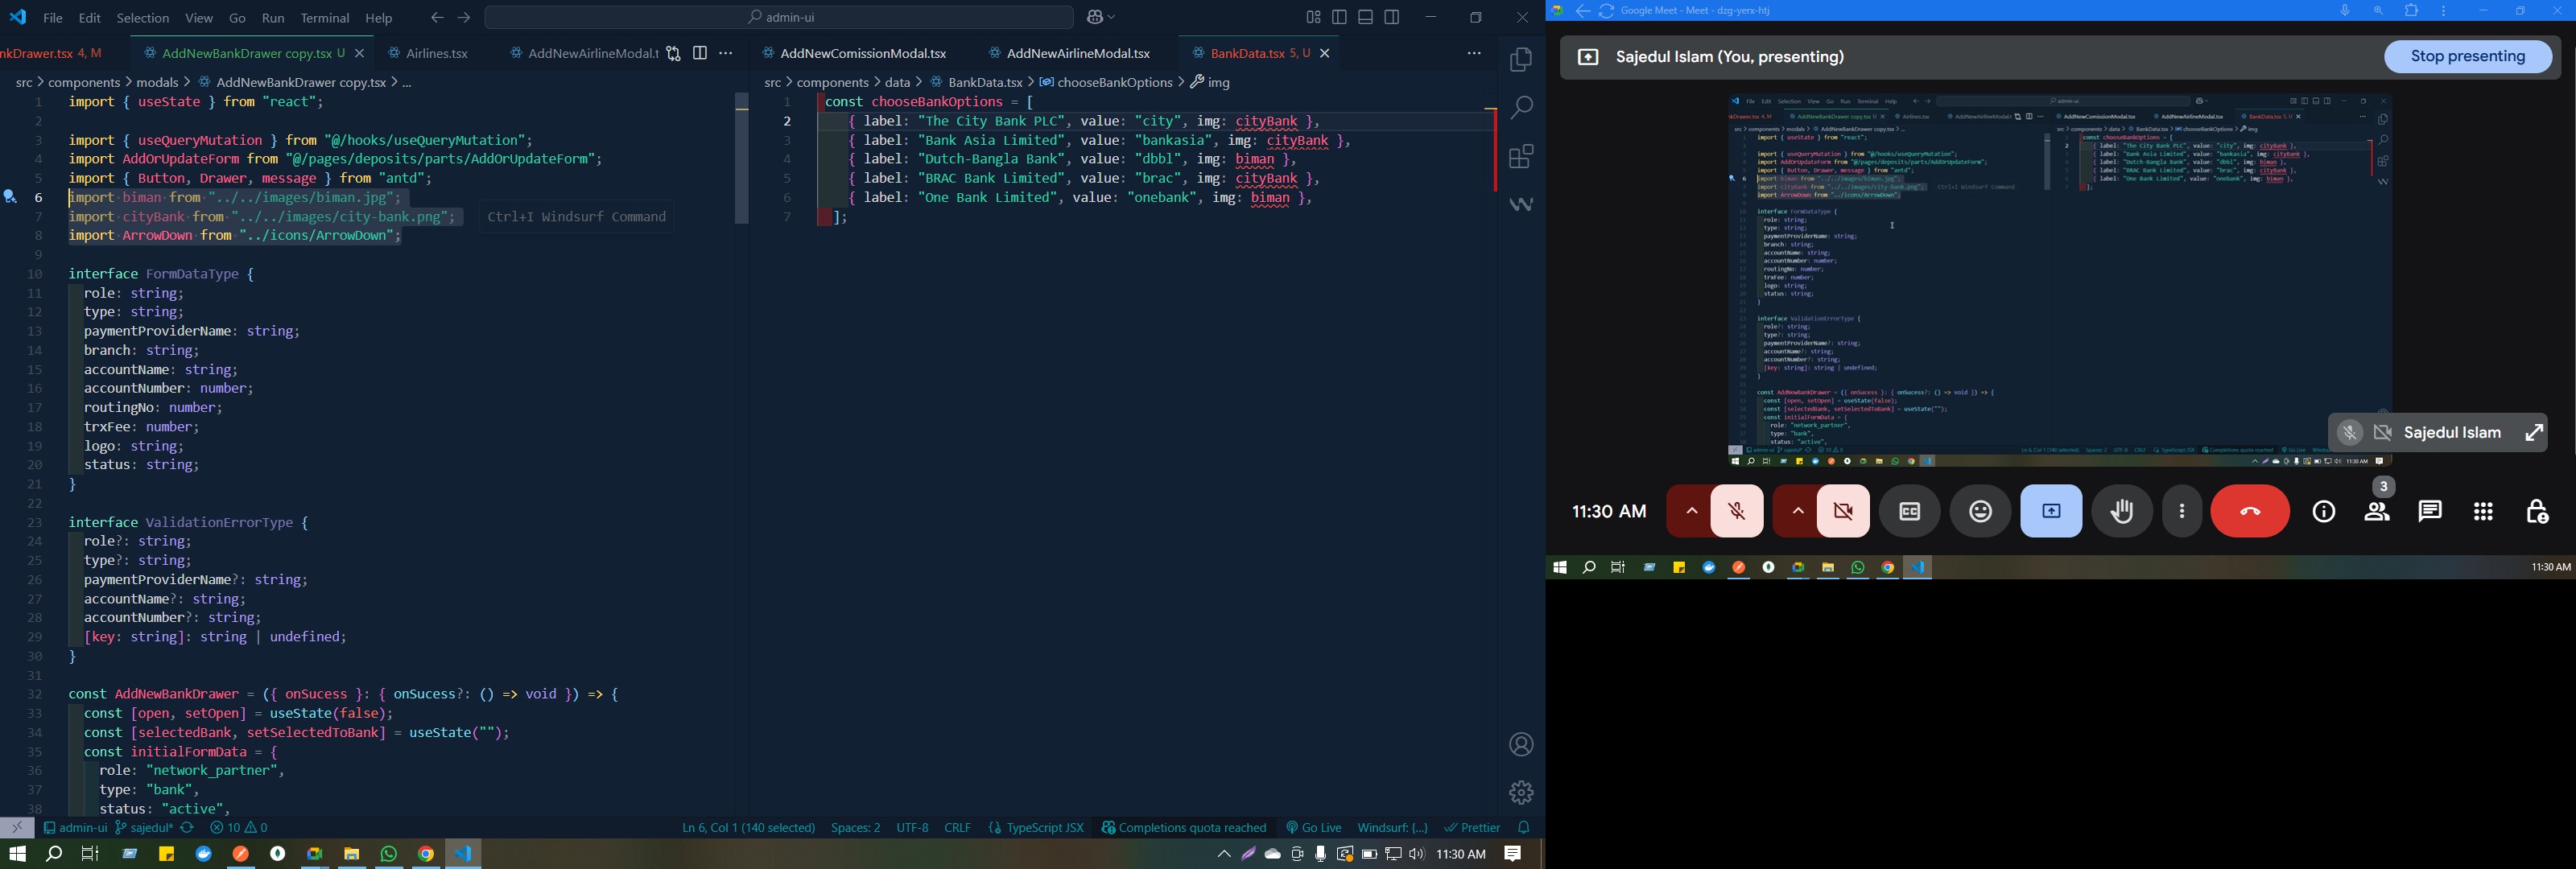 File Edit Selection View Go Run Terminal Help
admin-ui
nkDrawer.tsx 4, M
AddNewBankDrawer copy.tsx U
Airlines.tsx
AddNewAirlineModal.t
src > components > modals > AddNewBankDrawer copy.tsx > ...
1 import { useState } from "react";
2
3 import { useQueryMutation } from "@/hooks/useQueryMutation";
4 import AddOrUpdateForm from "@/pages/deposits/parts/AddOrUpdateForm";
5 import { Button, Drawer, message } from "antd";
6 import biman from "../../images/biman.jpg";
7 import cityBank from "../../images/city-bank.png"; Ctrl+I Windsurf Command
8 import ArrowDown from "../icons/ArrowDown";
9
10 interface FormDataType {
11 role: string;
12 type: string;
13 paymentProviderName: string;
14 branch: string;
15 accountName: string;
16 accountNumber: number;
17 routingNo: number;
18 trxFee: number;
19 logo: string;
20 status: string;
21 }
22
23 interface ValidationErrorType {
24 role?: string;
25 type?: string;
26 paymentProviderName?: string;
27 accountName?: string;
28 accountNumber?: string;
29 [key: string]: string | undefined;
30 }
31
32 const AddNewBankDrawer = ({ onSucess }: { onSucess?: () => void }) => {
33 const [open, setOpen] = useState(false);
34 const [selectedBank, setSelectedToBank] = useState("");
35 const initialFormData = {
36 role: "network_partner",
37 type: "bank",
38 status: "active",
AddNewComissionModal.tsx
AddNewAirlineModal.tsx
BankData.tsx 5, U
src > components > data > BankData.tsx > chooseBankOptions > img
1 const chooseBankOptions = [
2 { label: "The City Bank PLC", value: "city", img: cityBank },
3 { label: "Bank Asia Limited", value: "bankasia", img: cityBank },
4 { label: "Dutch-Bangla Bank", value: "dbbl", img: biman },
5 { label: "BRAC Bank Limited", value: "brac", img: cityBank },
6 { label: "One Bank Limited", value: "onebank", img: biman },
7 ];
admin-ui sajedul* 10 0
Ln 6, Col 1 (140 selected) Spaces: 2 UTF-8 CRLF TypeScript JSX Completions quota reached Go Live Windsurf: {...} Prettier
11:30 AM
Google Meet - Meet - dzg-yerx-htj
Sajedul Islam (You, presenting)
Stop presenting
Sajedul Islam
3
11:30 AM
CC
11:30 AM